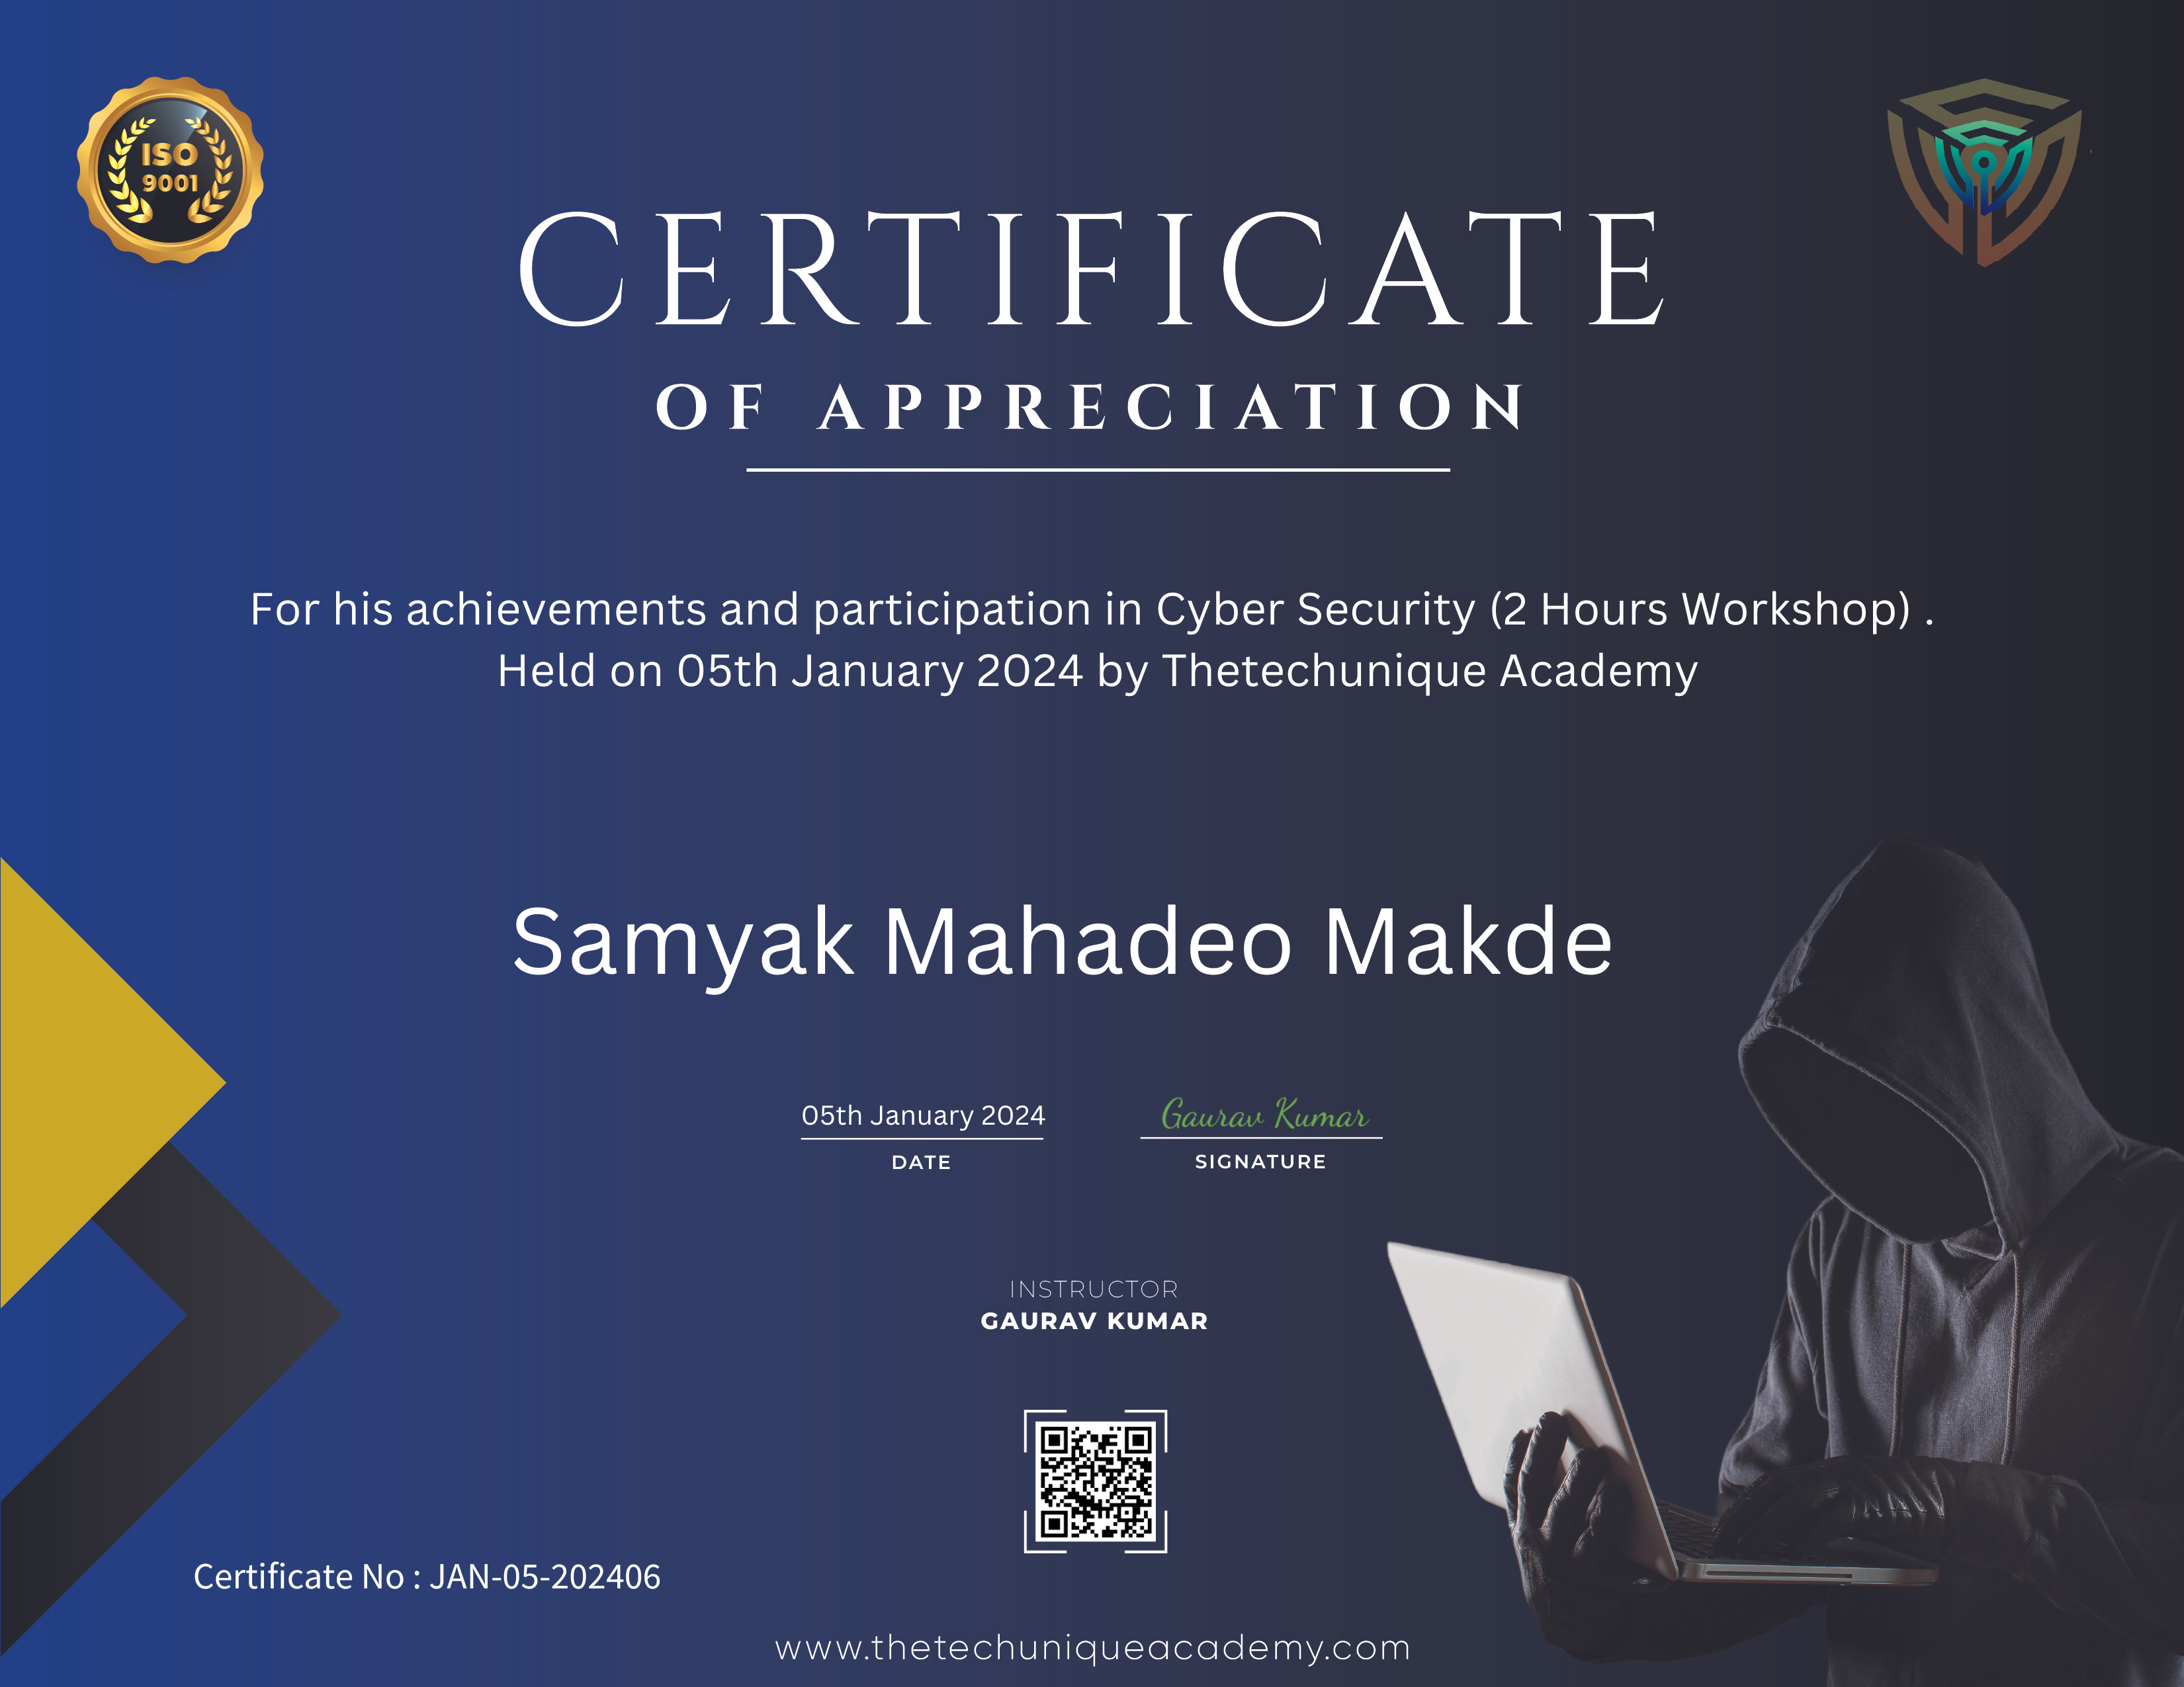 ISO
9001
CERTIFICATE
OF APPRECIATION
For his achievements and participation in Cyber Security (2 Hours Workshop) .
Held on 05th January 2024 by Thetechunique Academy
Samyak Mahadeo Makde
05th January 2024
Gaurav Kumar
DATE
SIGNATURE
INSTRUCTOR
GAURAV KUMAR
Certificate No : JAN-05-202406
www.thetechuniqueacademy.com